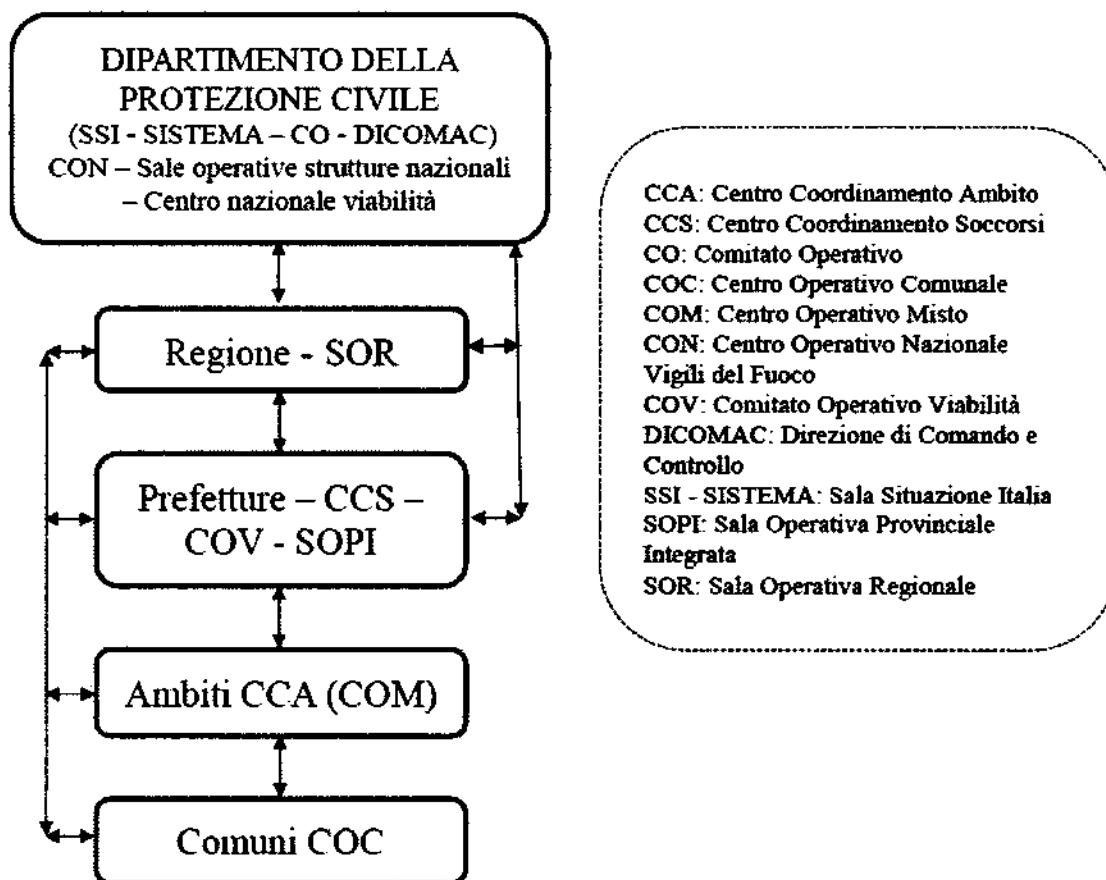 DIPARTIMENTO DELLA
PROTEZIONE CIVILE
(SSI - SISTEMA – CO - DICOMAC)
CON – Sale operative strutture nazionali
– Centro nazionale viabilità
Regione - SOR
Prefetture – CCS –
COV - SOPI
Ambiti CCA (COM)
Comuni COC
CCA: Centro Coordinamento Ambito
CCS: Centro Coordinamento Soccorsi
CO: Comitato Operativo
COC: Centro Operativo Comunale
COM: Centro Operativo Misto
CON: Centro Operativo Nazionale
Vigili del Fuoco
COV: Comitato Operativo Viabilità
DICOMAC: Direzione di Comando e
Controllo
SSI - SISTEMA: Sala Situazione Italia
SOPI: Sala Operativa Provinciale
Integrata
SOR: Sala Operativa Regionale